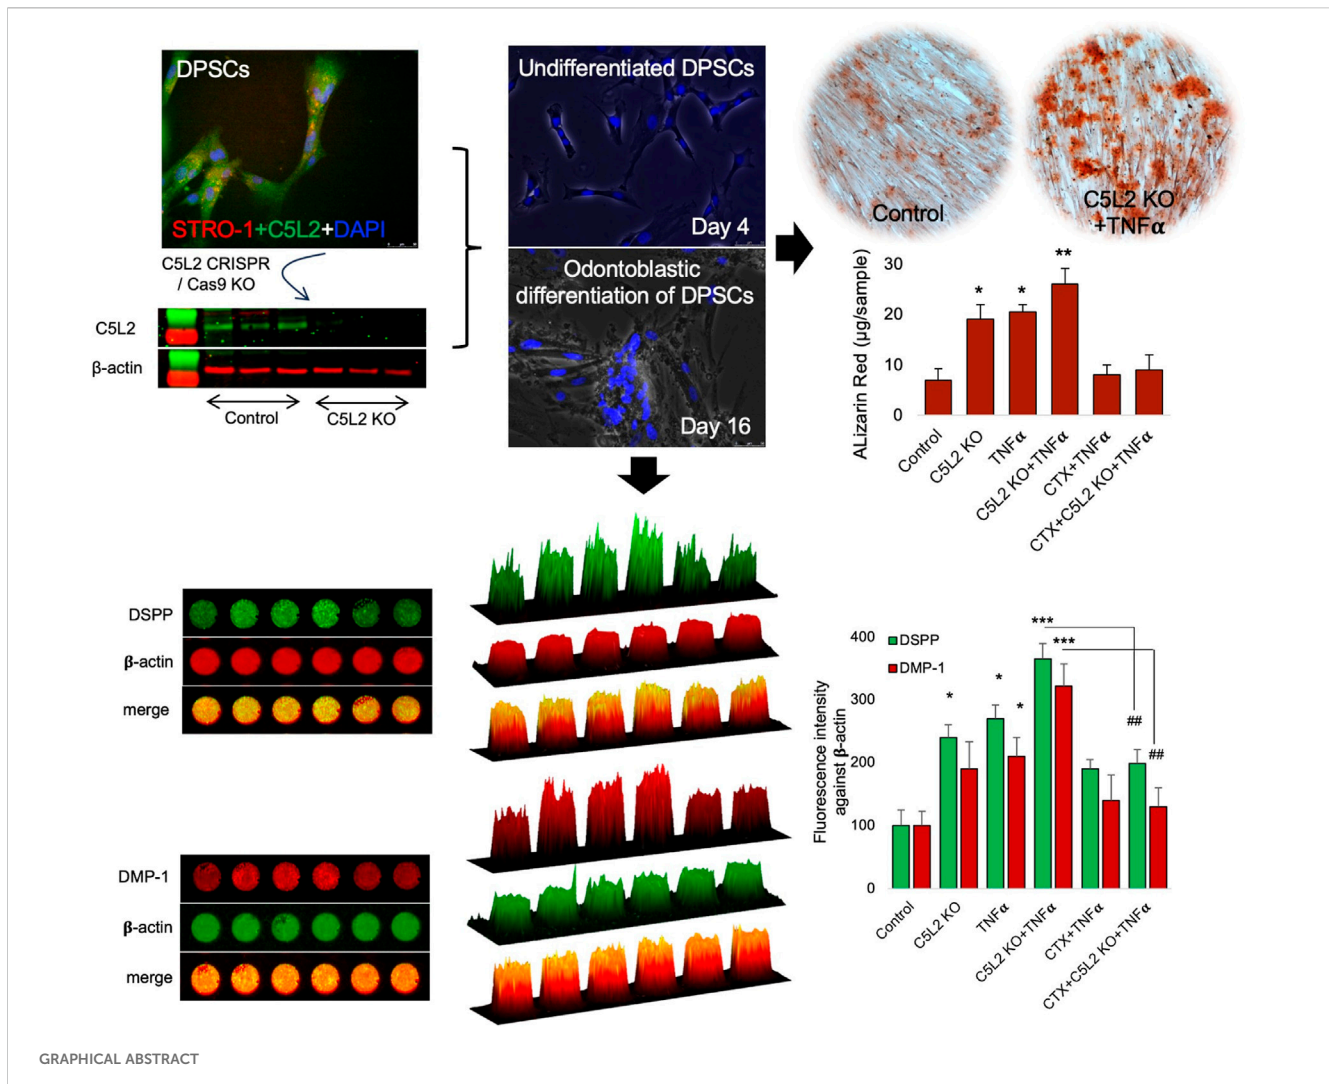 DPSCs
STRO-1+C5L2+DAPI
C5L2 CRISPR
/ Cas9 KO
C5L2
β-actin
Control
C5L2 KO
Undifferentiated DPSCs
Day 4
Odontoblastic
differentiation of DPSCs
Day 16
Control
C5L2 KO
+TNFα
ALizarin Red (µg/sample)
30
20
10
0
*
*
**
Control
C5L2 KO
TNFα
C5L2 KO+TNFα
CTX+TNFα
CTX+C5L2 KO+TNFα
DSPP
β-actin
merge
DMP-1
β-actin
merge
Fluorescence intensity
against β-actin
400
300
200
100
0
DSPP
DMP-1
*
*
*
***
***
##
##
Control
C5L2 KO
TNFα
C5L2 KO+TNFα
CTX+TNFα
CTX+C5L2 KO+TNFα
GRAPHICAL ABSTRACT